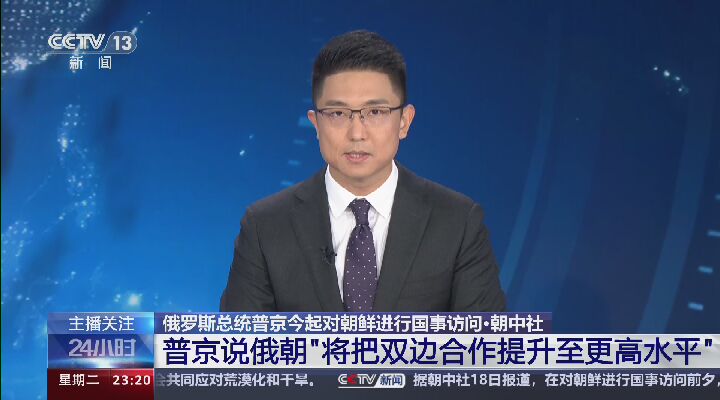 CCTV 13
新闻
主播关注
俄罗斯总统普京今起对朝鲜进行国事访问·朝中社
24小时
普京说俄朝"将把双边合作提升至更高水平"
星期二 23:20 会共同应对荒漠化和干旱。 CCTV 新闻 据朝中社18日报道，在对朝鲜进行国事访问前夕，